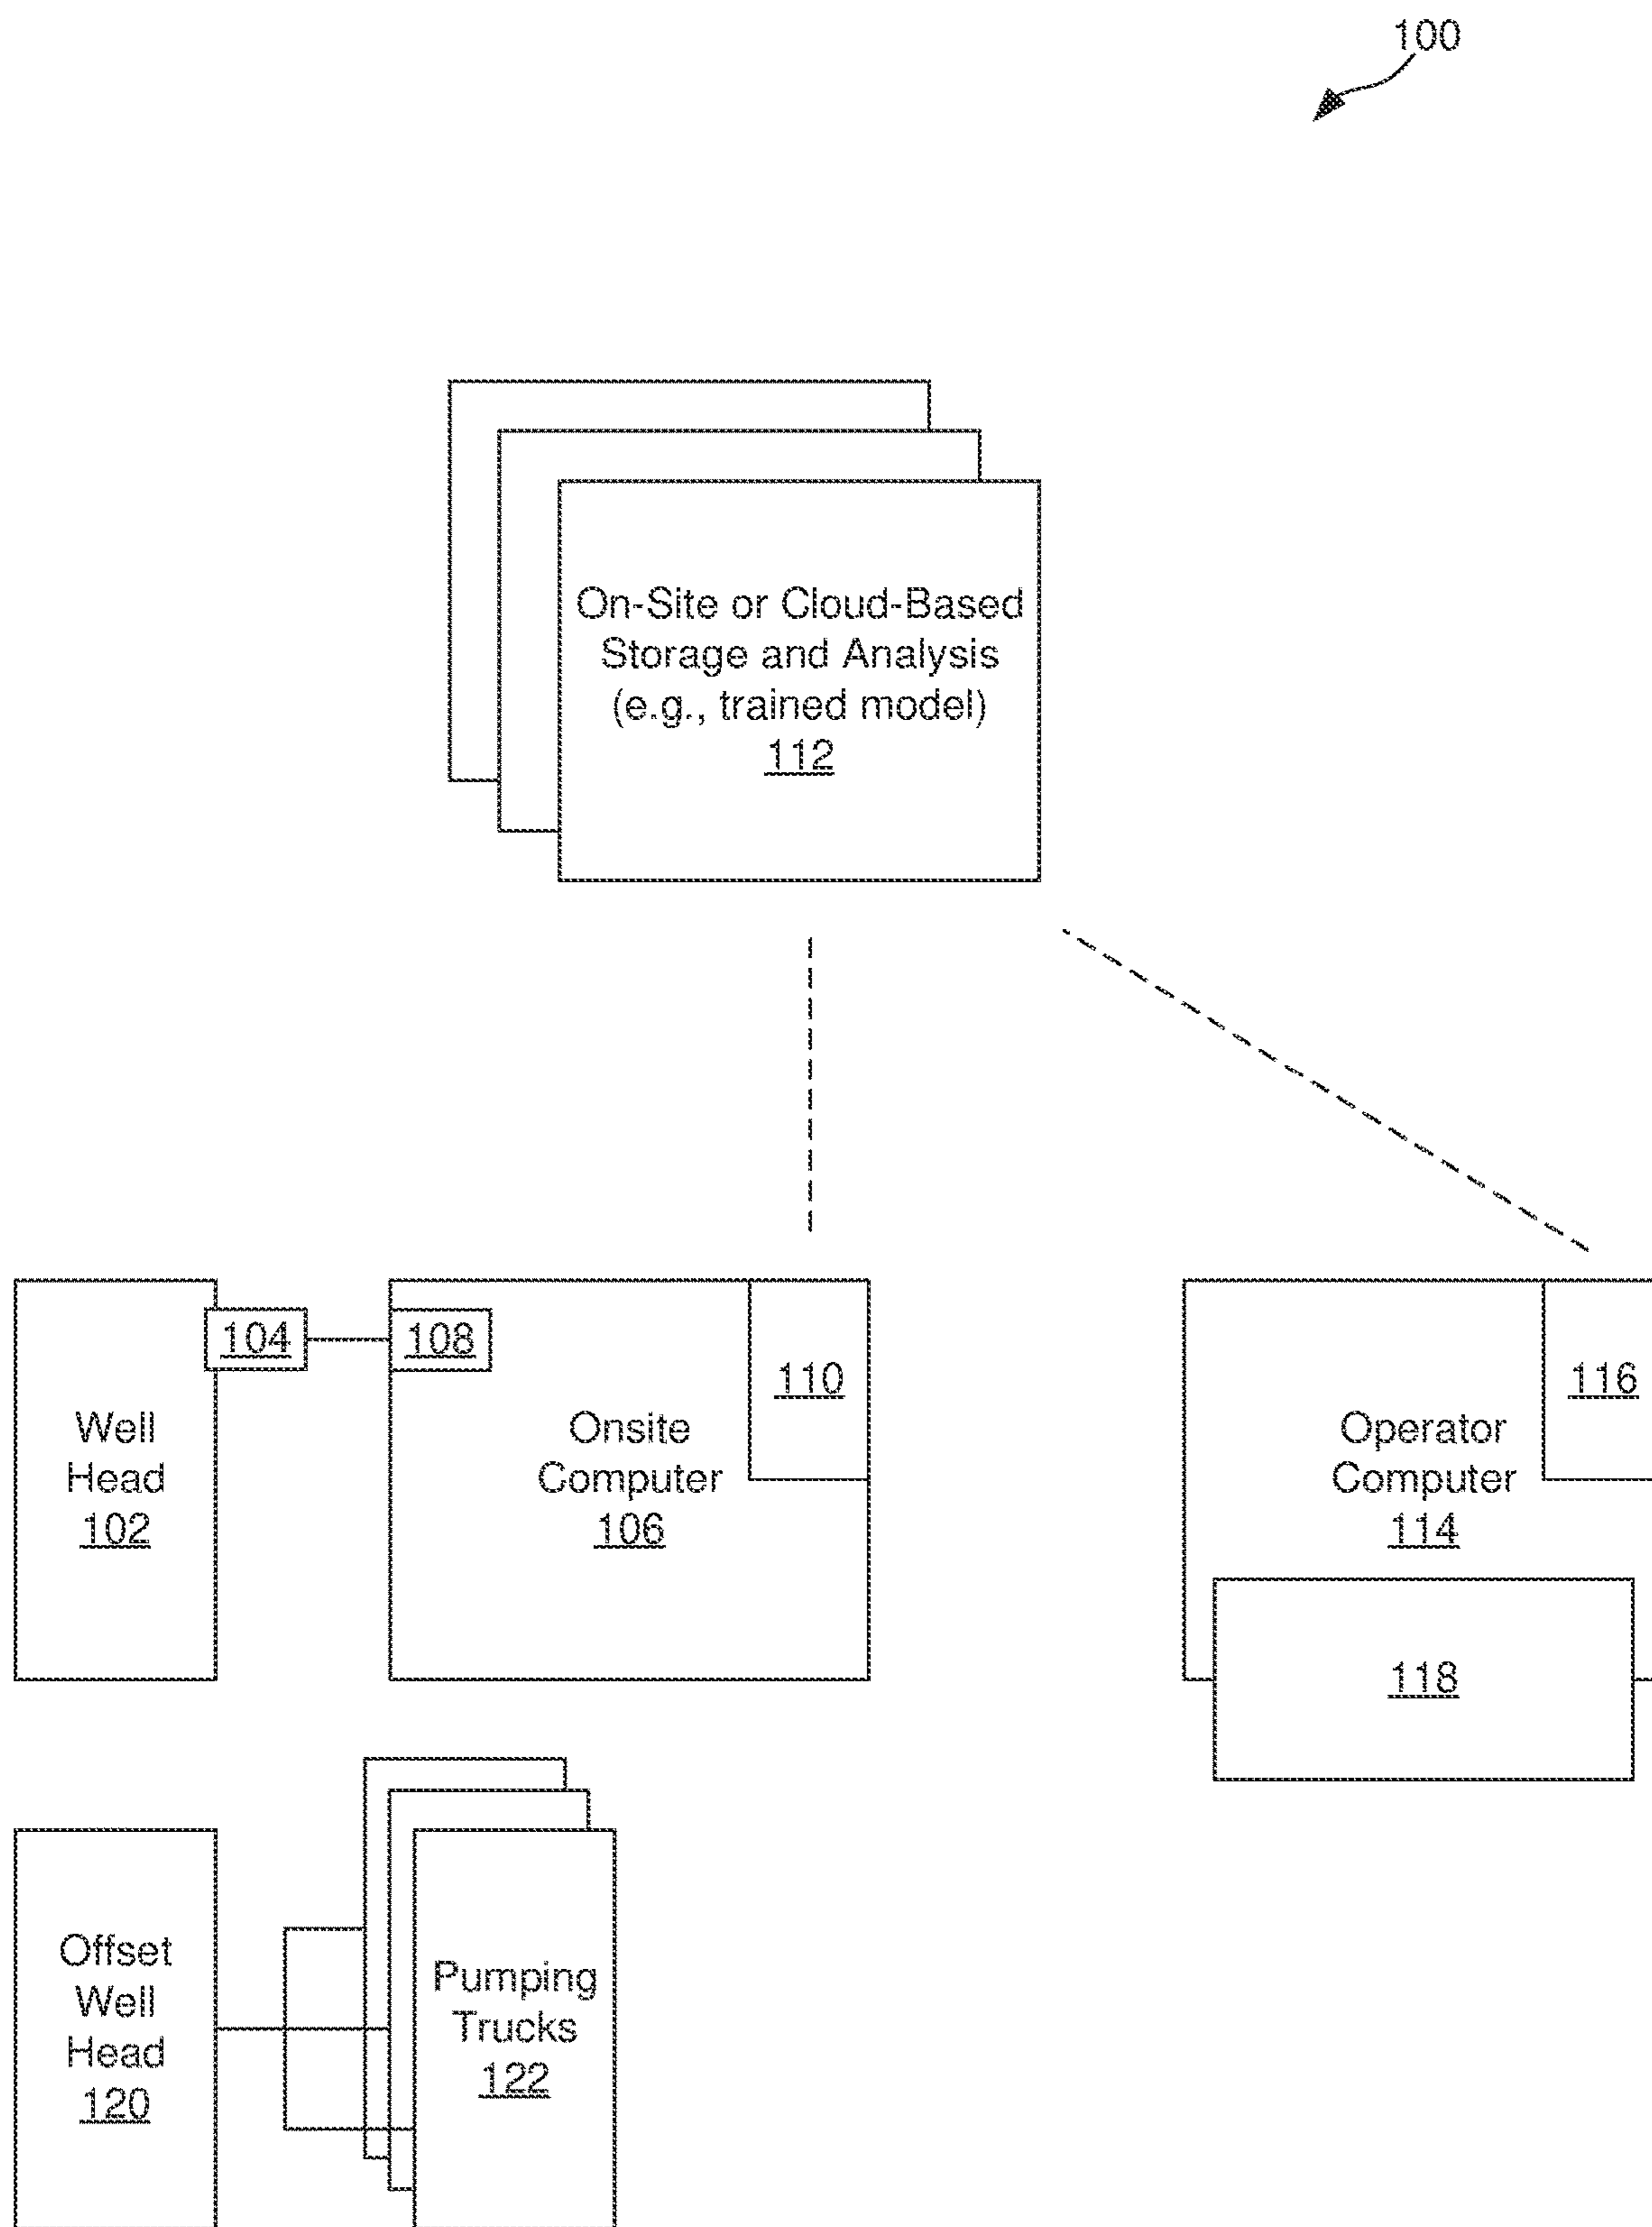 100
On-Site or Cloud-Based
Storage and Analysis
(e.g., trained model)
112
104
108
110
116
Well
Head
102
Onsite
Computer
106
Operator
Computer
114
118
Offset
Well
Head
120
Pumping
Trucks
122